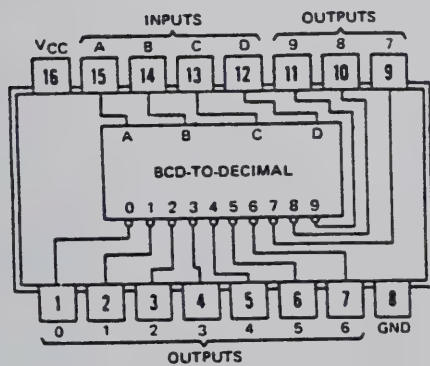 INPUTS OUTPUTS
VCC A B C D 9 8 7
16 15 14 13 12 11 10 9
A B C D
BCD-TO-DECIMAL
0 1 2 3 4 5 6 7 8 9
1 2 3 4 5 6 7 8
0 1 2 3 4 5 6 GND
OUTPUTS